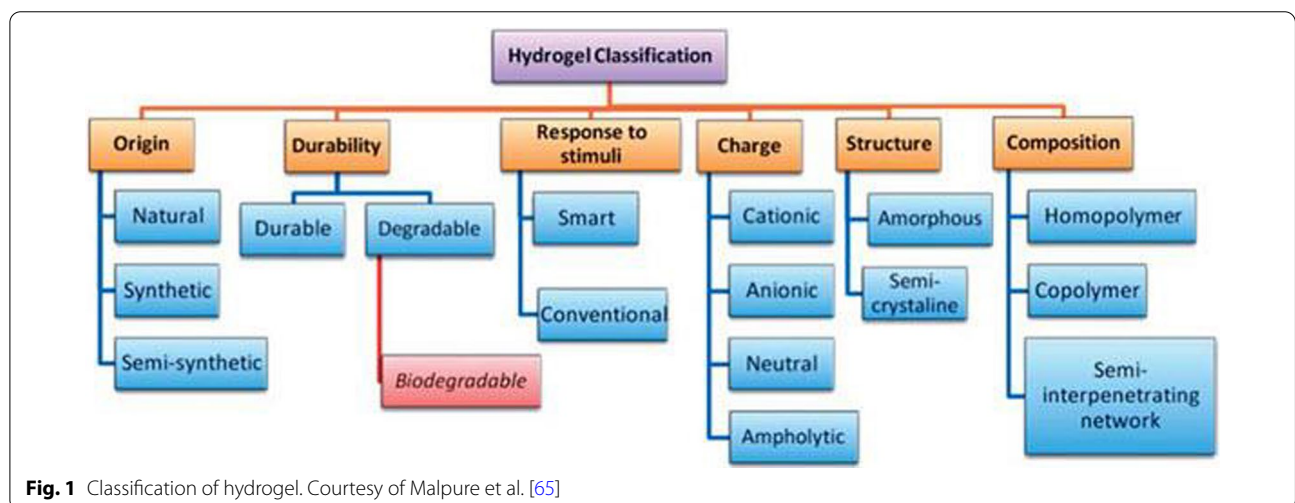 Hydrogel Classification
Origin
Natural
Synthetic
Semi-synthetic
Durability
Durable
Degradable
Biodegradable
Response to
stimuli
Smart
Conventional
Charge
Cationic
Anionic
Neutral
Ampholytic
Structure
Amorphous
Semi-
crystaline
Composition
Homopolymer
Copolymer
Semi-
interpenetrating
network
Fig. 1 Classification of hydrogel. Courtesy of Malpure et al. [65]